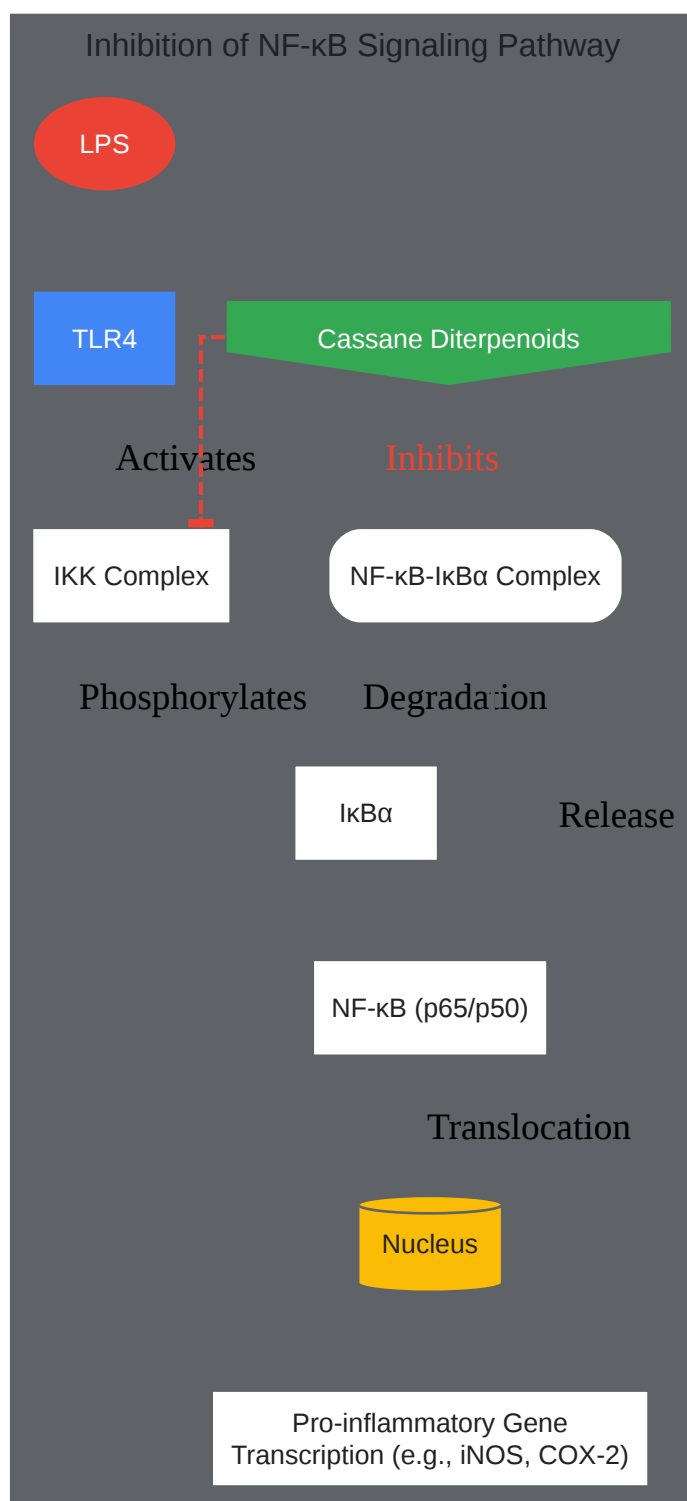 Inhibition of NF-κB Signaling Pathway
LPS
TLR4
Cassane Diterpenoids
Activates
Inhibits
IKK Complex
NF-κB-IκBα Complex
Phosphorylates
Degradation
IκBα
Release
NF-κB (p65/p50)
Translocation
Nucleus
Pro-inflammatory Gene
Transcription (e.g., iNOS, COX-2)